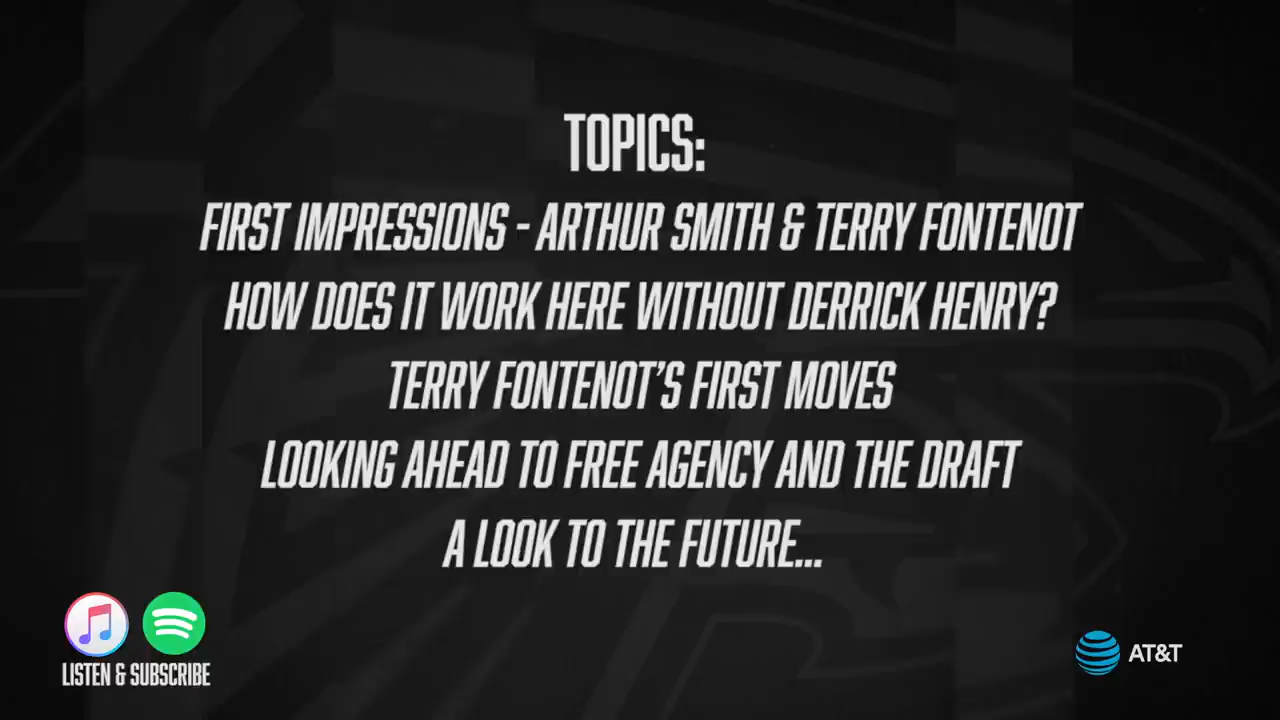 TOPICS:
FIRST IMPRESSIONS - ARTHUR SMITH & TERRY FONTENOT
HOW DOES IT WORK HERE WITHOUT DERRICK HENRY?
TERRY FONTENOT'S FIRST MOVES
LOOKING AHEAD TO FREE AGENCY AND THE DRAFT
A LOOK TO THE FUTURE...
LISTEN & SUBSCRIBE
AT&T